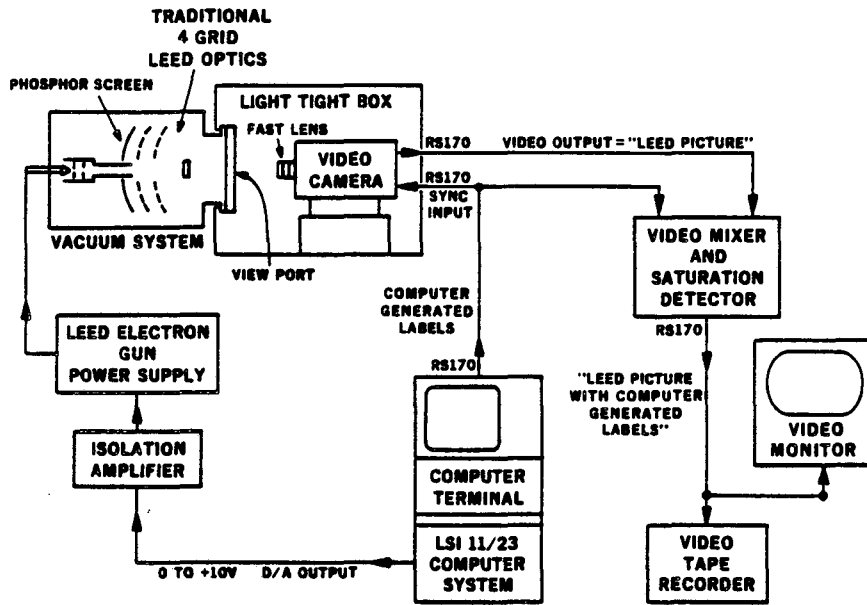 TRADITIONAL
4 GRID
LEED OPTICS
PHOSPHOR SCREEN
LIGHT TIGHT BOX
FAST LENS
VIDEO
CAMERA
RS170
VIDEO OUTPUT = "LEED PICTURE"
RS170
SYNC
INPUT
VACUUM SYSTEM
VIEW PORT
VIDEO MIXER
AND
SATURATION
DETECTOR
COMPUTER
GENERATED
LABELS
RS170
LEED ELECTRON
GUN
POWER SUPPLY
RS170
"LEED PICTURE
WITH COMPUTER
GENERATED
LABELS"
VIDEO
MONITOR
ISOLATION
AMPLIFIER
COMPUTER
TERMINAL
LSI 11/23
COMPUTER
SYSTEM
VIDEO
TAPE
RECORDER
0 TO +10V D/A OUTPUT